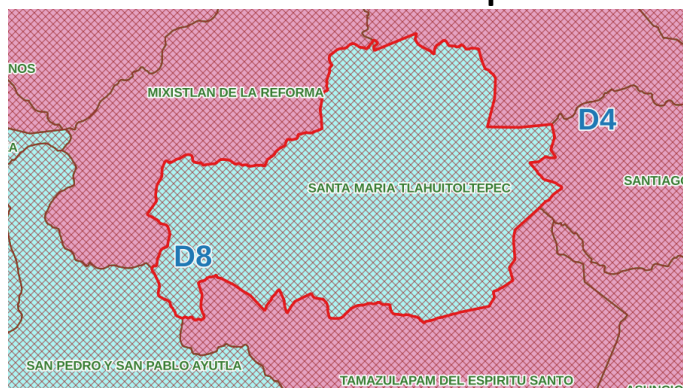 NOS
MIXISTLAN DE LA REFORMA
D4
A
SANTIAGO
SANTA MARIA TLAHUITOLTEPEC
D8
SAN PEDRO Y SAN PABLO AYUTLA
TAMAZULAPAM DEL ESPIRITU SANTO